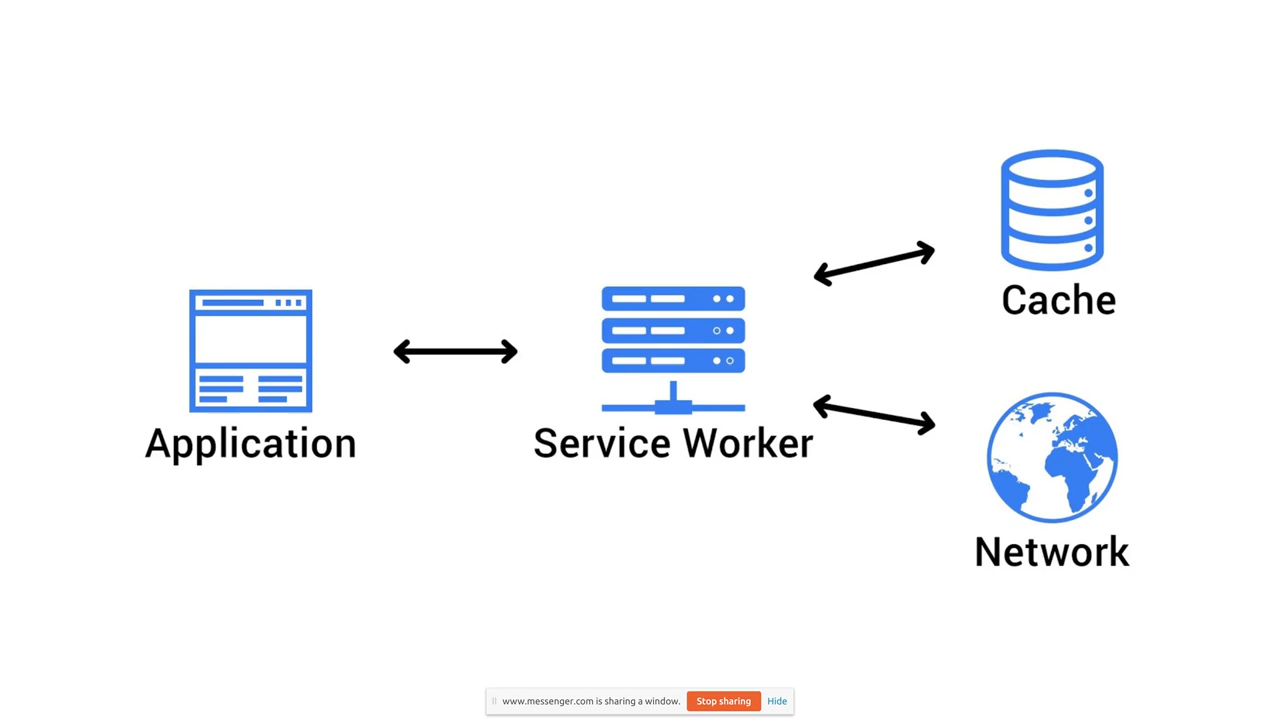 Cache
Application
Service Worker
Network
www.messenger.com is sharing a window.
Stop sharing
Hide